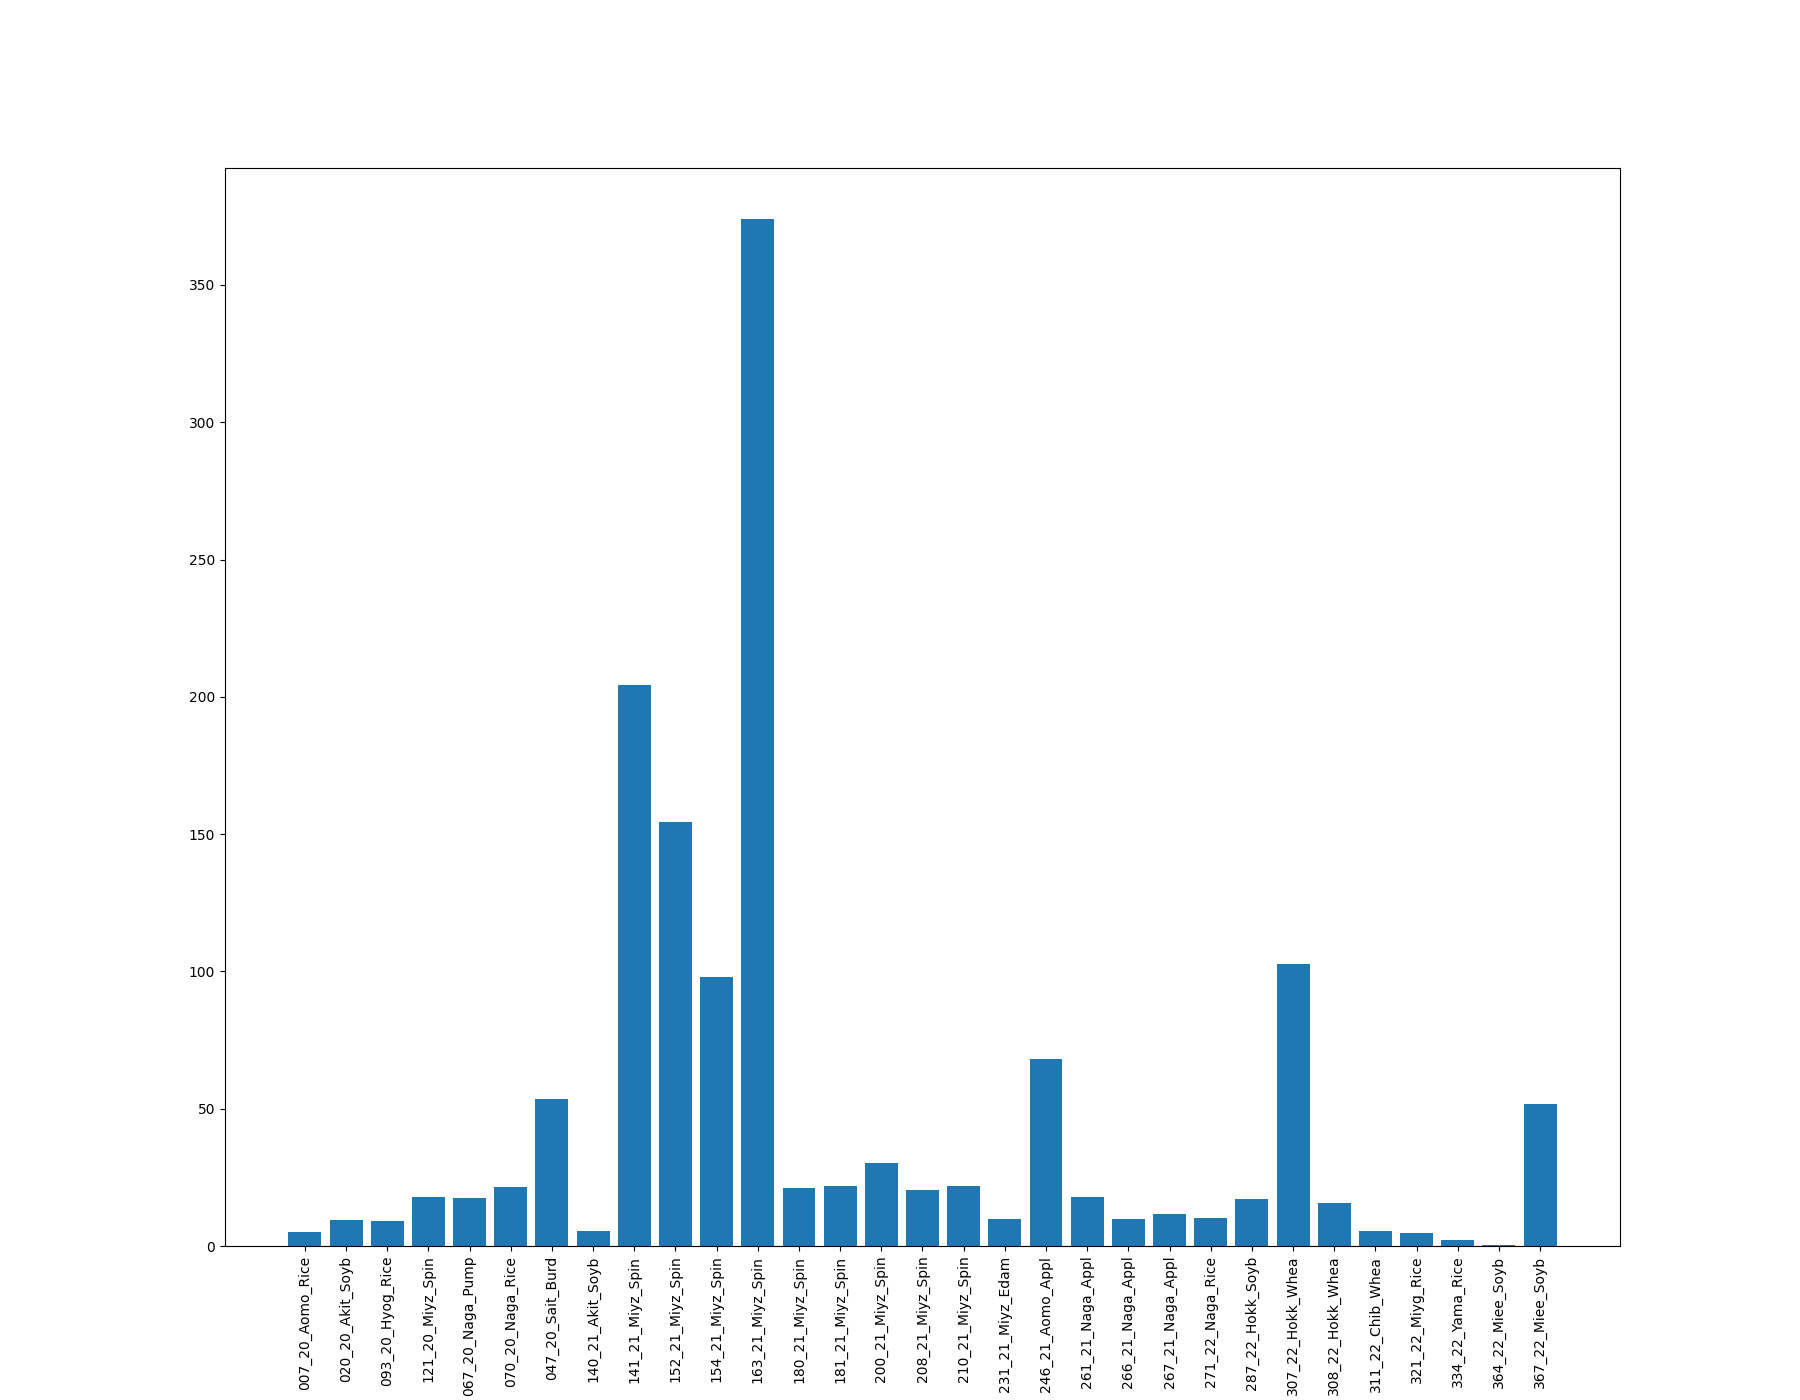 350
300
250
200
150
100
50
0
007_20_Aomo_Rice
020_20_Akit_Soyb
093_20_Hyog_Rice
121_20_Miyz_Spin
067_20_Naga_Pump
070_20_Naga_Rice
047_20_Sait_Burd
140_21_Akit_Soyb
141_21_Miyz_Spin
152_21_Miyz_Spin
154_21_Miyz_Spin
163_21_Miyz_Spin
180_21_Miyz_Spin
181_21_Miyz_Spin
200_21_Miyz_Spin
208_21_Miyz_Spin
210_21_Miyz_Spin
231_21_Miyz_Edam
246_21_Aomo_Appl
261_21_Naga_Appl
266_21_Naga_Appl
267_21_Naga_Appl
271_22_Naga_Rice
287_22_Hokk_Soyb
307_22_Hokk_Whea
308_22_Hokk_Whea
311_22_Chib_Whea
321_22_Miyg_Rice
334_22_Yama_Rice
364_22_Miee_Soyb
367_22_Miee_Soyb